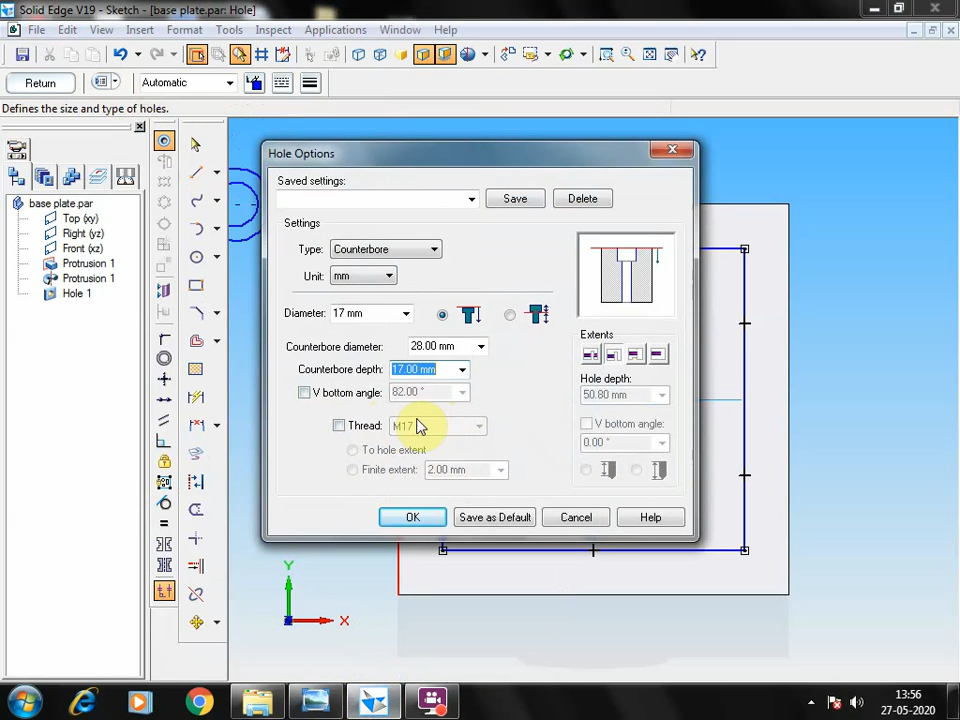 Solid Edge V19 - Sketch - [base plate.par: Hole]
File Edit View Insert Format Tools Inspect Applications Window Help
Return Automatic
Defines the size and type of holes.
base plate.par
Top (xy)
Right (yz)
Front (xz)
Protrusion 1
Protrusion 1
Hole 1
Hole Options
Saved settings:
Save Delete
Settings
Type: Counterbore
Unit: mm
Diameter: 17 mm
Counterbore diameter: 28.00 mm
Counterbore depth: 17.00 mm
V bottom angle: 82.00 °
Thread: M17
To hole extent
Finite extent: 2.00 mm
Extents
Hole depth:
50.80 mm
V bottom angle:
0.00 °
OK Save as Default Cancel Help
Y
X
13:56
27-05-2020